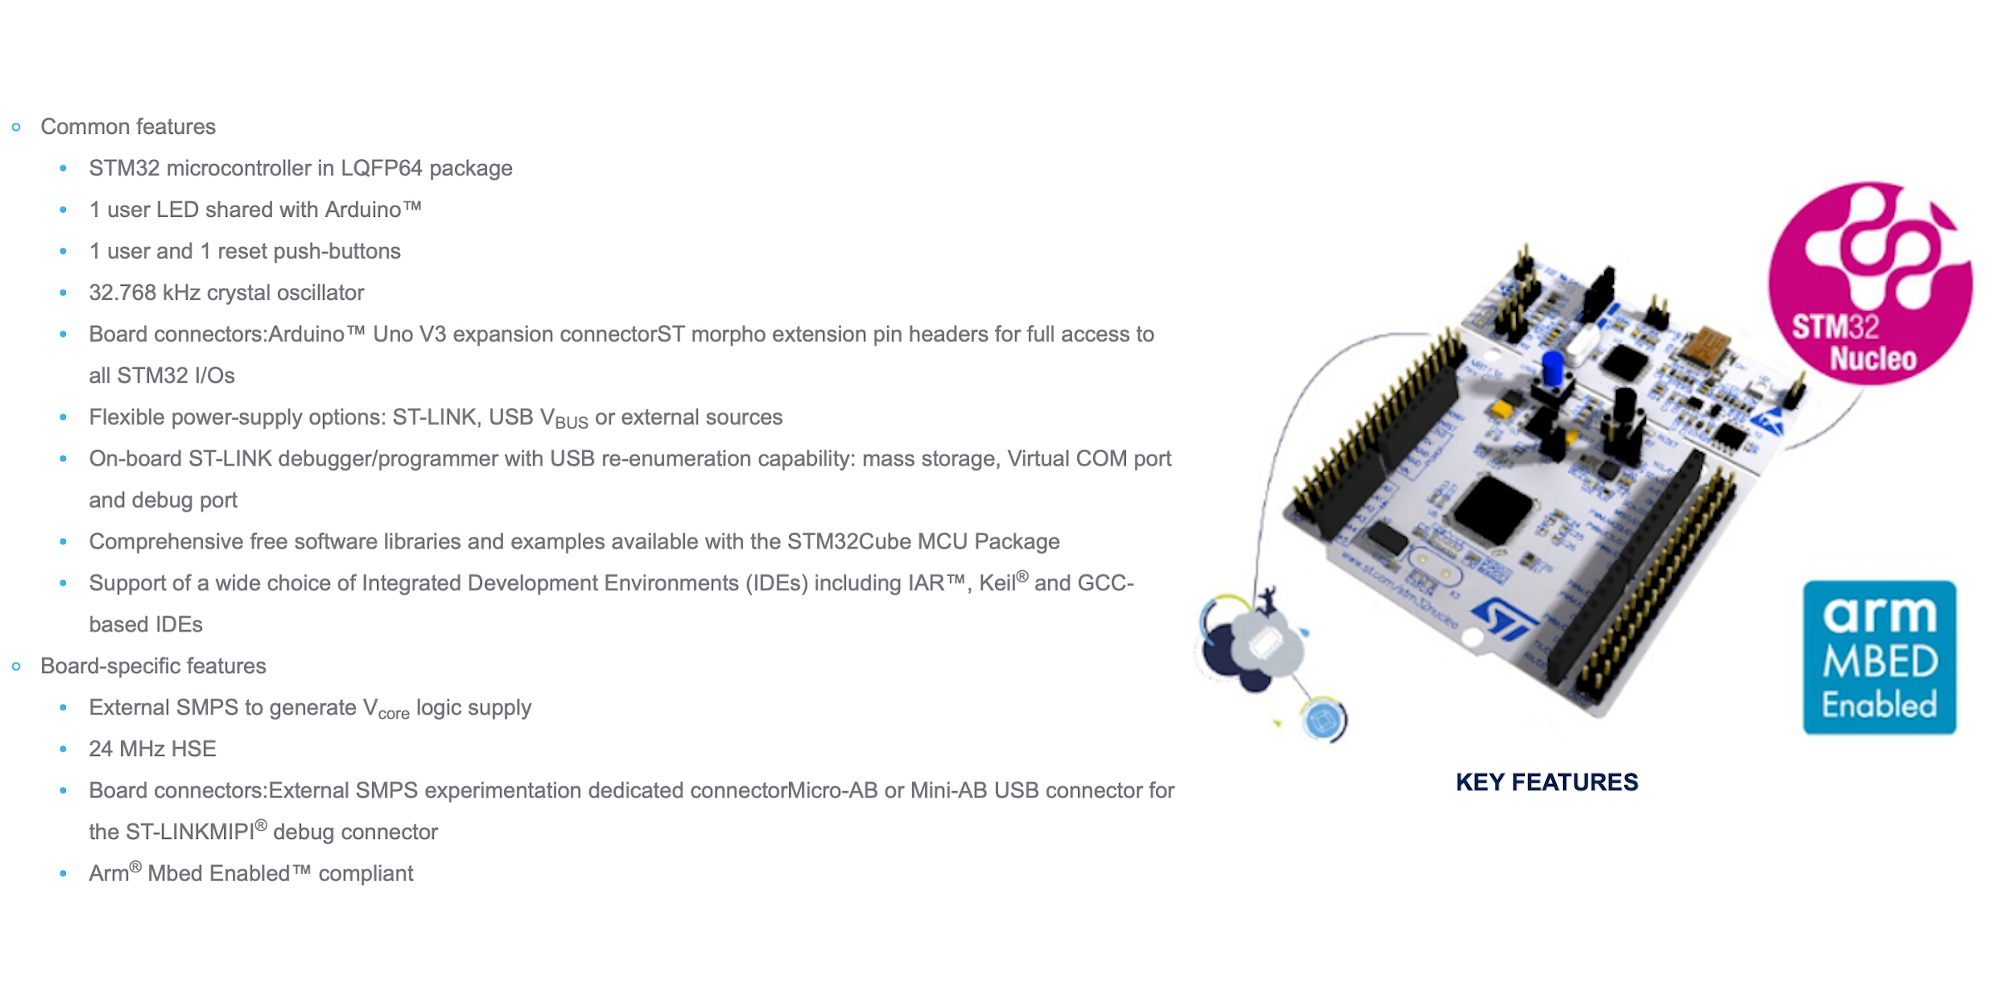 Common features
STM32 microcontroller in LQFP64 package
1 user LED shared with Arduino™
1 user and 1 reset push-buttons
32.768 kHz crystal oscillator
Board connectors:Arduino™ Uno V3 expansion connectorST morpho extension pin headers for full access to
all STM32 I/Os
Flexible power-supply options: ST-LINK, USB VBUS or external sources
On-board ST-LINK debugger/programmer with USB re-enumeration capability: mass storage, Virtual COM port
and debug port
Comprehensive free software libraries and examples available with the STM32Cube MCU Package
Support of a wide choice of Integrated Development Environments (IDEs) including IAR™, Keil® and GCC-
based IDEs
Board-specific features
External SMPS to generate Vcore logic supply
24 MHz HSE
Board connectors:External SMPS experimentation dedicated connectorMicro-AB or Mini-AB USB connector for
the ST-LINKMIPI® debug connector
Arm® Mbed Enabled™ compliant
STM32
Nucleo
www.st.com/stm32nucleo
ST
arm
MBED
Enabled
KEY FEATURES